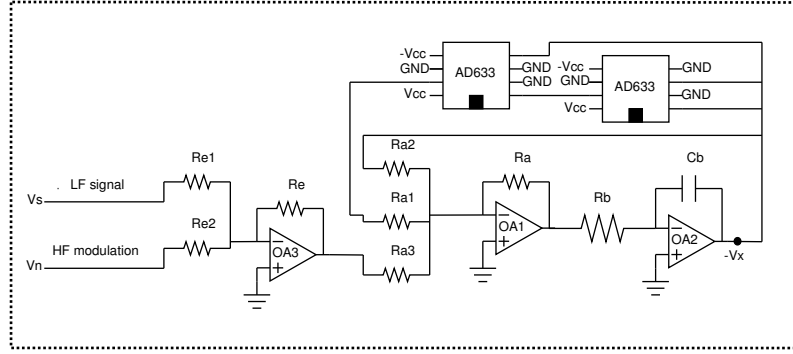 -Vcc
GND
AD633
GND
GND
Vcc
-Vcc
GND
AD633
GND
GND
Vcc
Ra2
Re1
Ra
Cb
. LF signal
Vs
Re
Rb
Re2
Ra1
HF modulation
OA1
OA2
OA3
Ra3
Vn
-Vx